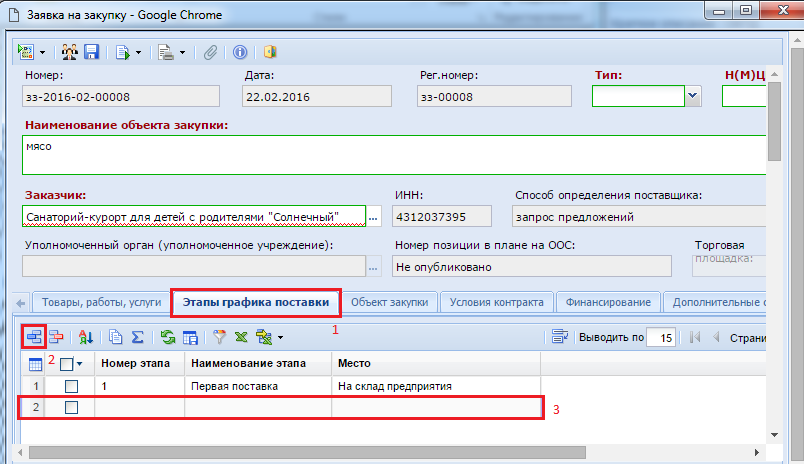 Заявка на закупку - Google Chrome
Номер: Дата: Рег.номер: Тип: Н(М)Ц
зз-2016-02-00008 22.02.2016 зз-00008
Наименование объекта закупки:
мясо
Заказчик: ИНН: Способ определения поставщика:
Санаторий-курорт для детей с родителями "Солнечный" ... 4312037395 запрос предложений
Уполномоченный орган (уполномоченное учреждение): Номер позиции в плане на ООС: Торговая
площадка:
... Не опубликовано
Товары, работы, услуги Этапы графика поставки Объект закупки Условия контракта Финансирование Дополнительные
1
Выводить по 15 Страни
2 Номер этапа Наименование этапа Место
1 1 Первая поставка На склад предприятия
2
3